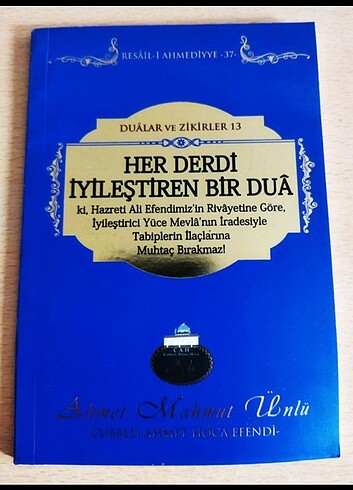 RESÂİL-İ AHMEDİYYE -37-
DUÂLAR VE ZİKİRLER 13
HER DERDİ
İYİLEŞTİREN BİR DUÂ
ki, Hazreti Ali Efendimiz'in Rivâyetine Göre,
İyileştirici Yüce Mevlâ'nın İradesiyle
Tabiplerin İlaçlarına
Muhtaç Bırakmaz!
CAH
Ahmet Mahmut Ünlü
-CÜBBELİ AHMET HOCA EFENDİ-